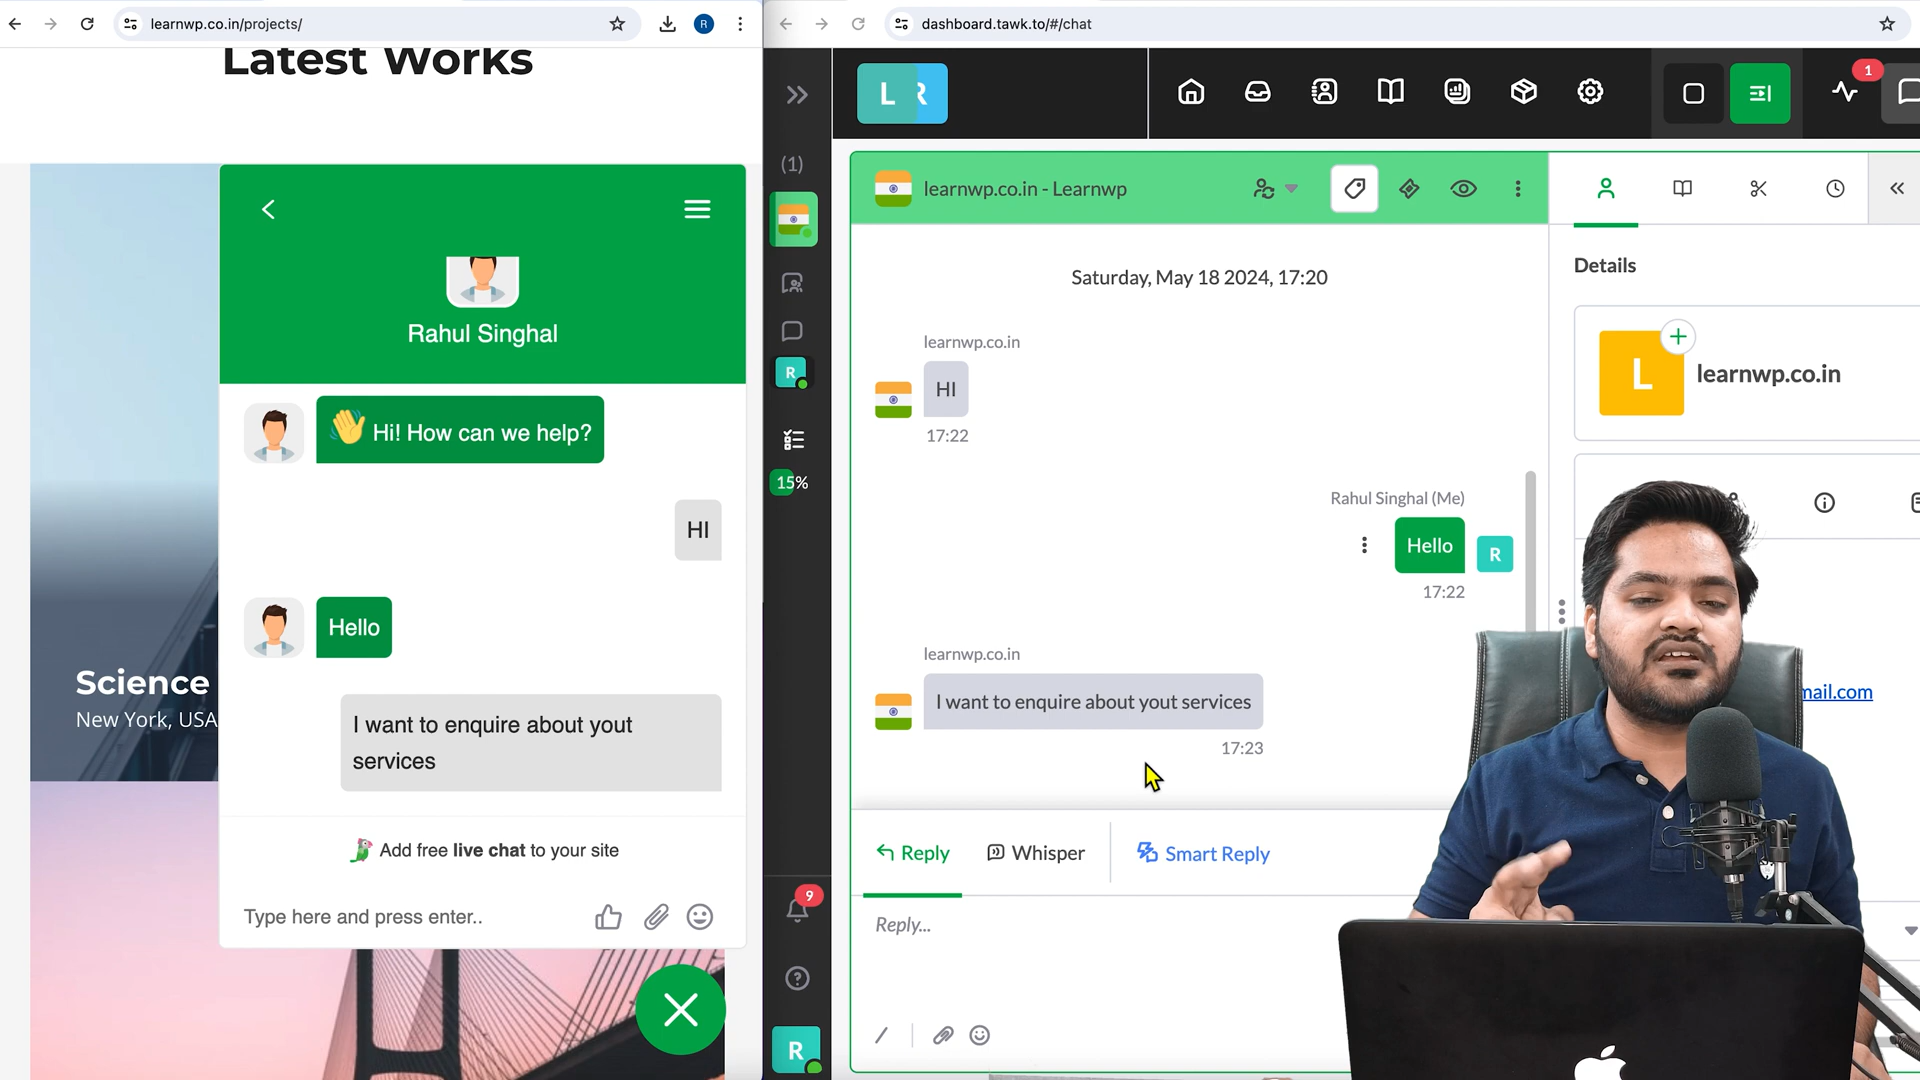 learnwp.co.in/projects/
R
Latest Works
Rahul Singhal
Hi! How can we help?
HI
Hello
I want to enquire about yout
services
Science
New York, USA
Add free live chat to your site
Type here and press enter..
dashboard.tawk.to/#/chat
L R
1
(1)
R
15%
9
R
learnwp.co.in - Learnwp
Saturday, May 18 2024, 17:20
learnwp.co.in
HI
17:22
Rahul Singhal (Me)
Hello
R
17:22
learnwp.co.in
I want to enquire about yout services
17:23
Reply
Whisper
Smart Reply
Reply...
Details
L
learnwp.co.in
mail.com